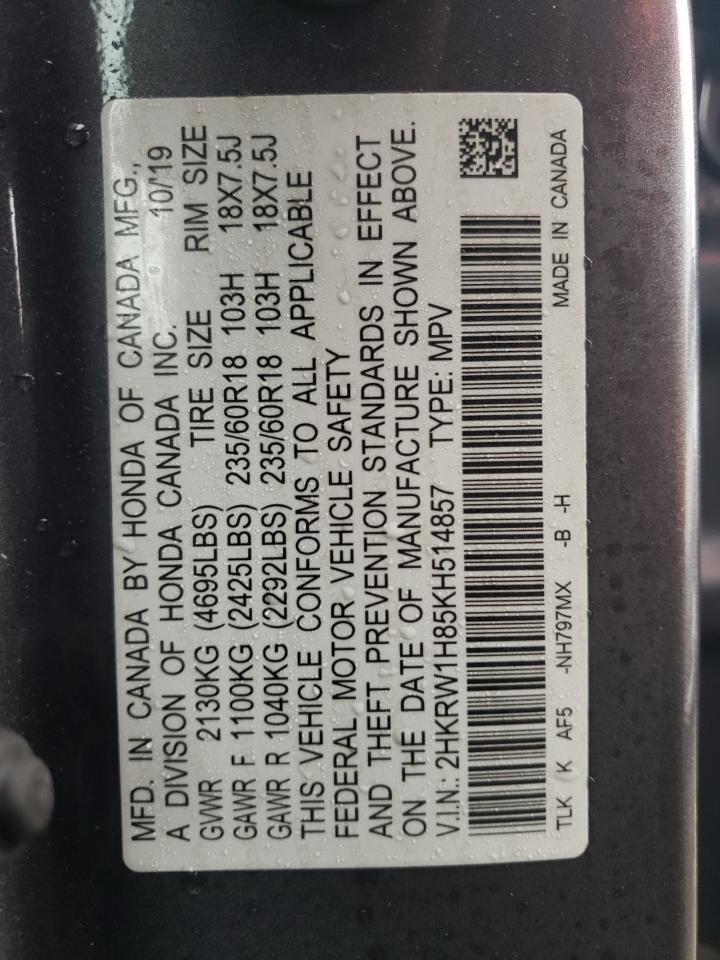 MFD. IN CANADA BY HONDA OF CANADA MFG.,
A DIVISION OF HONDA CANADA INC. 10/'19
GVWR 2130KG (4695LBS) TIRE SIZE RIM SIZE
GAWR F 1100KG (2425LBS) 235/60R18 103H 18X7.5J
GAWR R 1040KG (2292LBS) 235/60R18 103H 18X7.5J
THIS VEHICLE CONFORMS TO ALL APPLICABLE
FEDERAL MOTOR VEHICLE SAFETY
AND THEFT PREVENTION STANDARDS IN EFFECT
ON THE DATE OF MANUFACTURE SHOWN ABOVE.
V.I.N.: 2HKRW1H85KH514857 TYPE: MPV
TLK K AF5 -NH797MX -B -H MADE IN CANADA